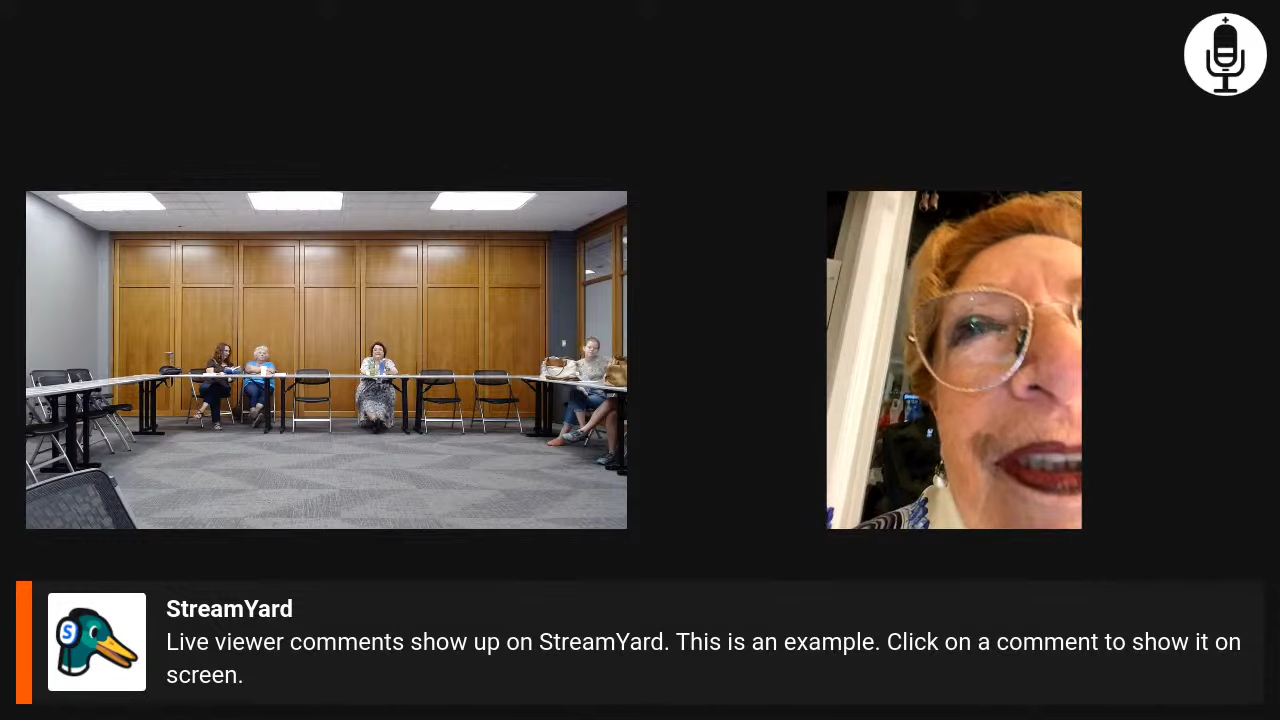 StreamYard
Live viewer comments show up on StreamYard. This is an example. Click on a comment to show it on
screen.
S